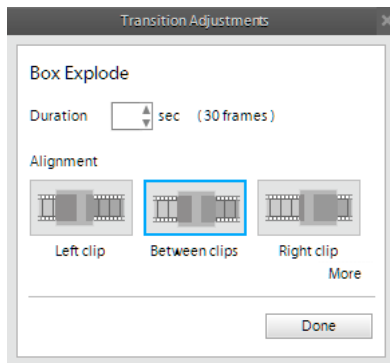 Transition Adjustments
Box Explode
Duration sec (30 frames)
Alignment
Left clip Between clips Right clip
More
Done